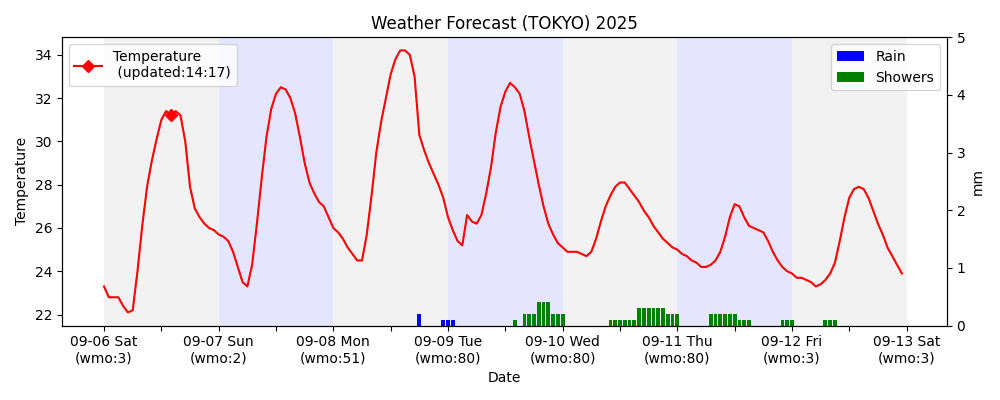 Weather Forecast (TOKYO) 2025
Temperature
(updated:14:17)
Rain
Showers
Temperature
34
32
30
28
26
24
22
5
4
3
2
1
0
mm
09-06 Sat
(wmo:3)
09-07 Sun
(wmo:2)
09-08 Mon
(wmo:51)
09-09 Tue
(wmo:80)
09-10 Wed
(wmo:80)
09-11 Thu
(wmo:80)
09-12 Fri
(wmo:3)
09-13 Sat
(wmo:3)
Date